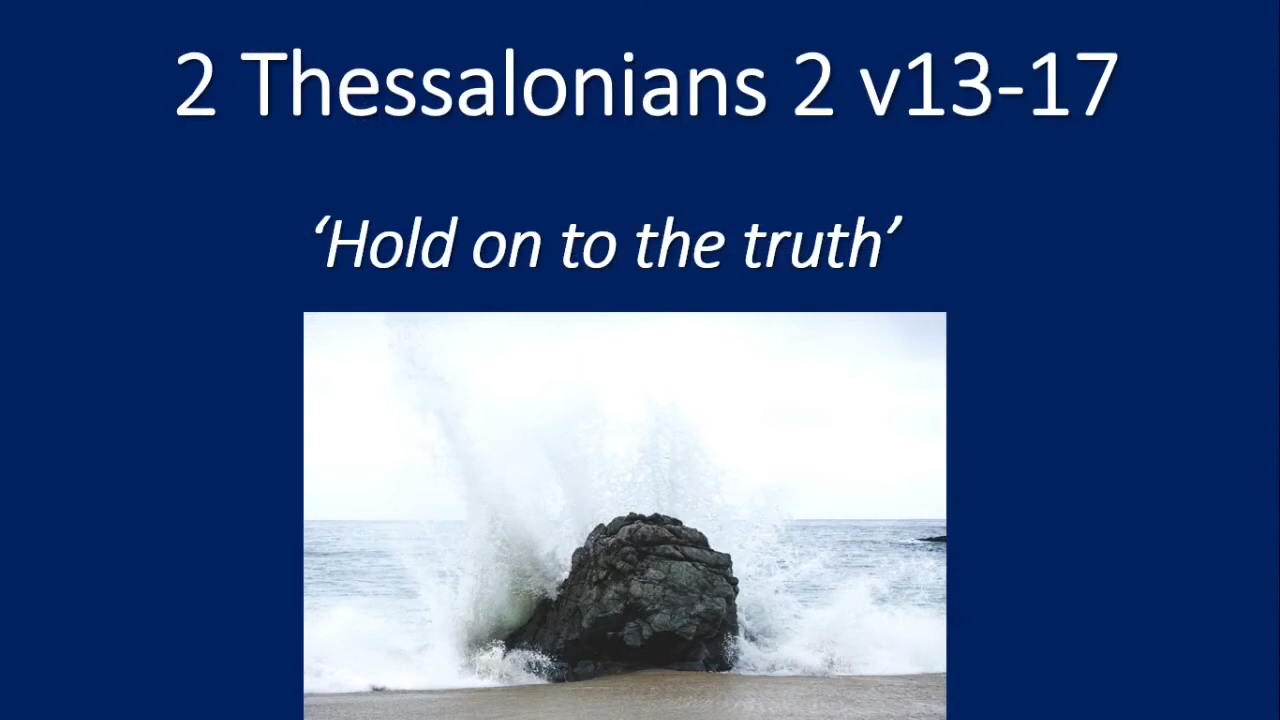 2 Thessalonians 2 v13-17
‘Hold on to the truth’